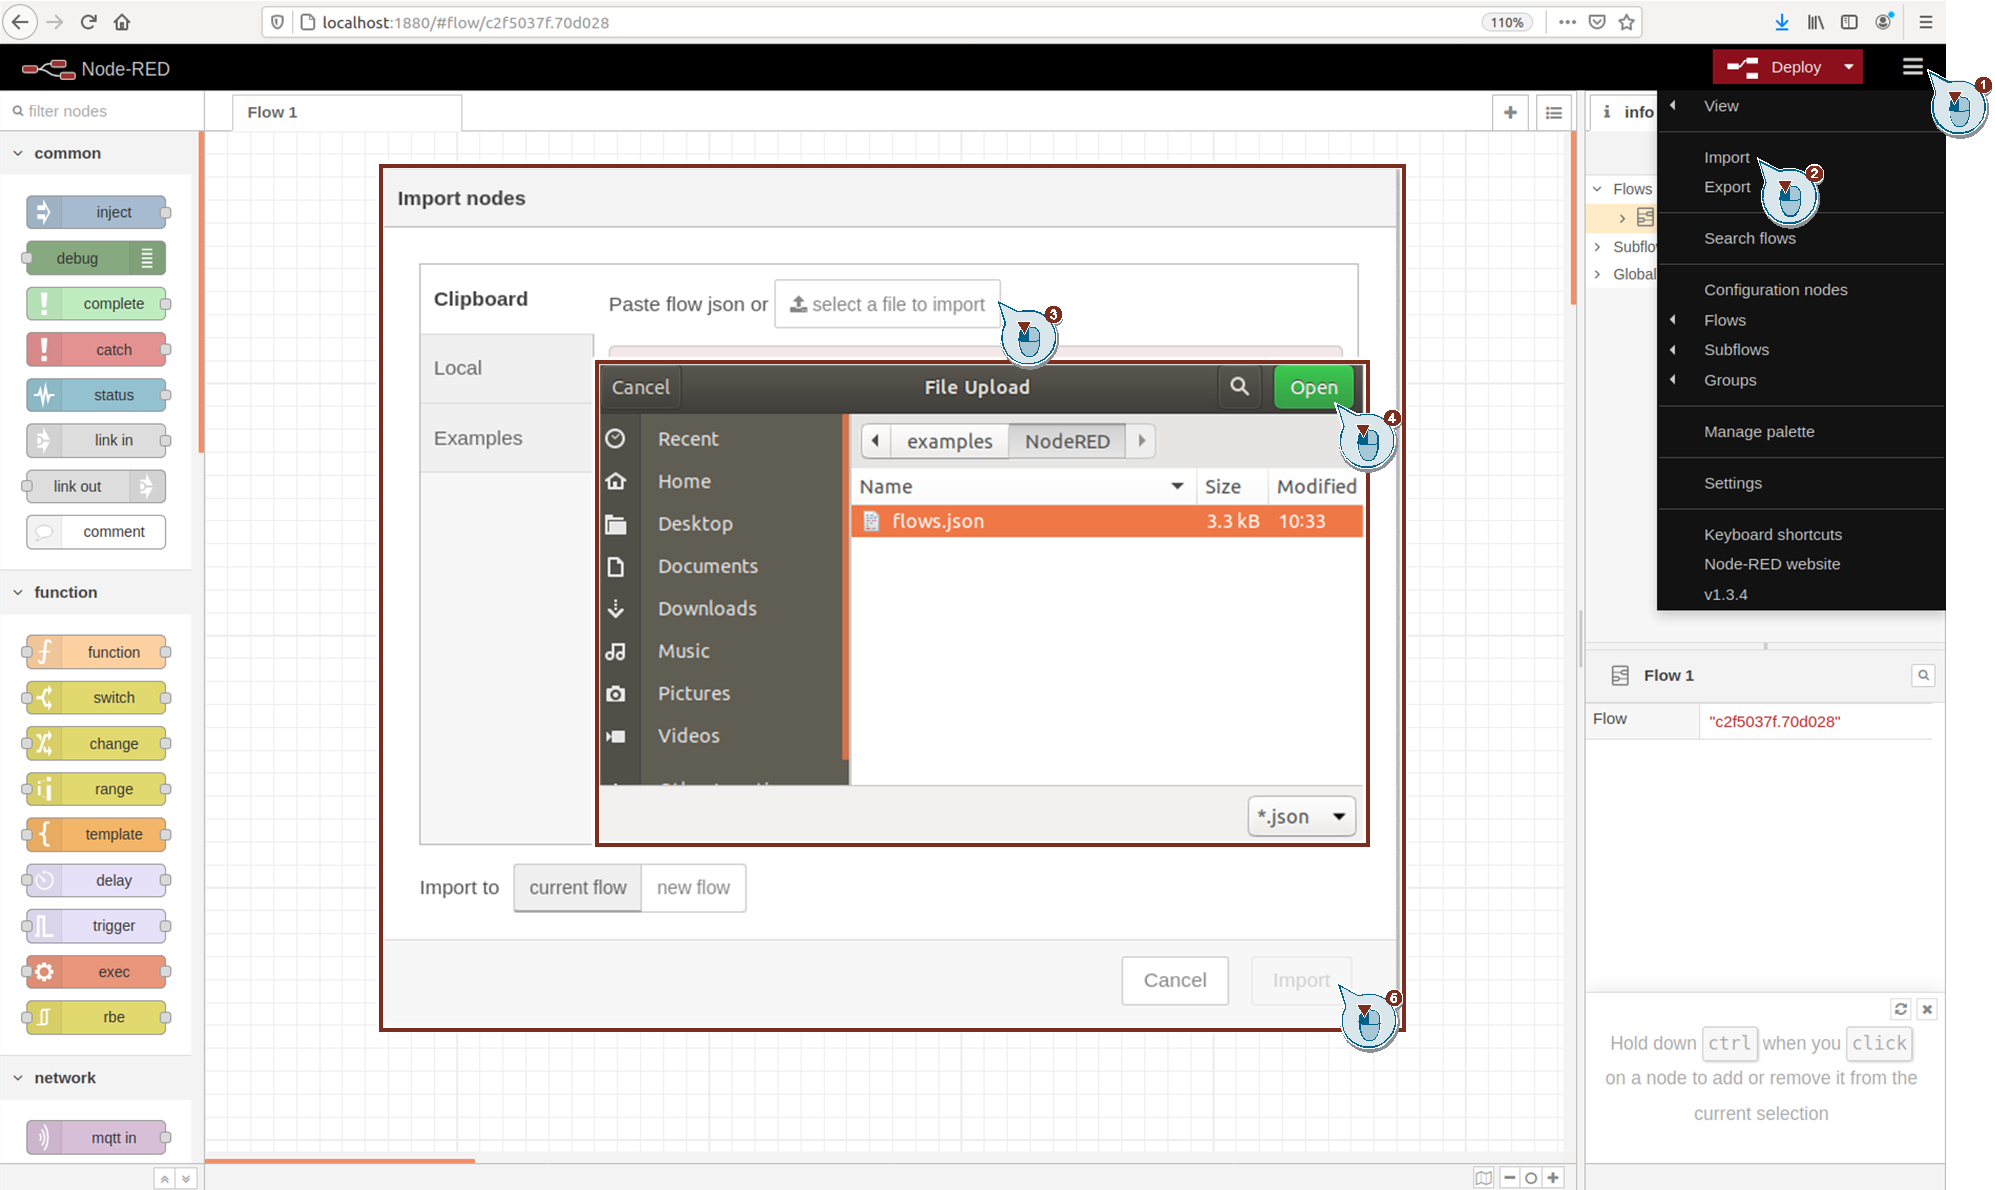 localhost:1880/#flow/c2f5037f.70d028
110%
Node-RED
Deploy
1
filter nodes
Flow 1
info
View
common
Import
2
Export
Flows
Import nodes
inject
Search flows
Subflo
debug
Global
Configuration nodes
Clipboard
Paste flow json or
select a file to import
3
complete
Flows
catch
Subflows
Local
Groups
Cancel
File Upload
Open
status
4
Manage palette
Examples
Recent
examples
NodeRED
link in
Home
Name
Size
Modified
Settings
link out
Desktop
flows.json
3.3 kB
10:33
comment
Keyboard shortcuts
Documents
Node-RED website
function
Downloads
v1.3.4
function
Music
switch
Pictures
Flow 1
Flow
"c2f5037f.70d028"
change
Videos
range
*.json
template
delay
Import to
current flow
new flow
trigger
exec
Cancel
Import
rbe
Hold down ctrl when you click
on a node to add or remove it from the
current selection
network
mqtt in